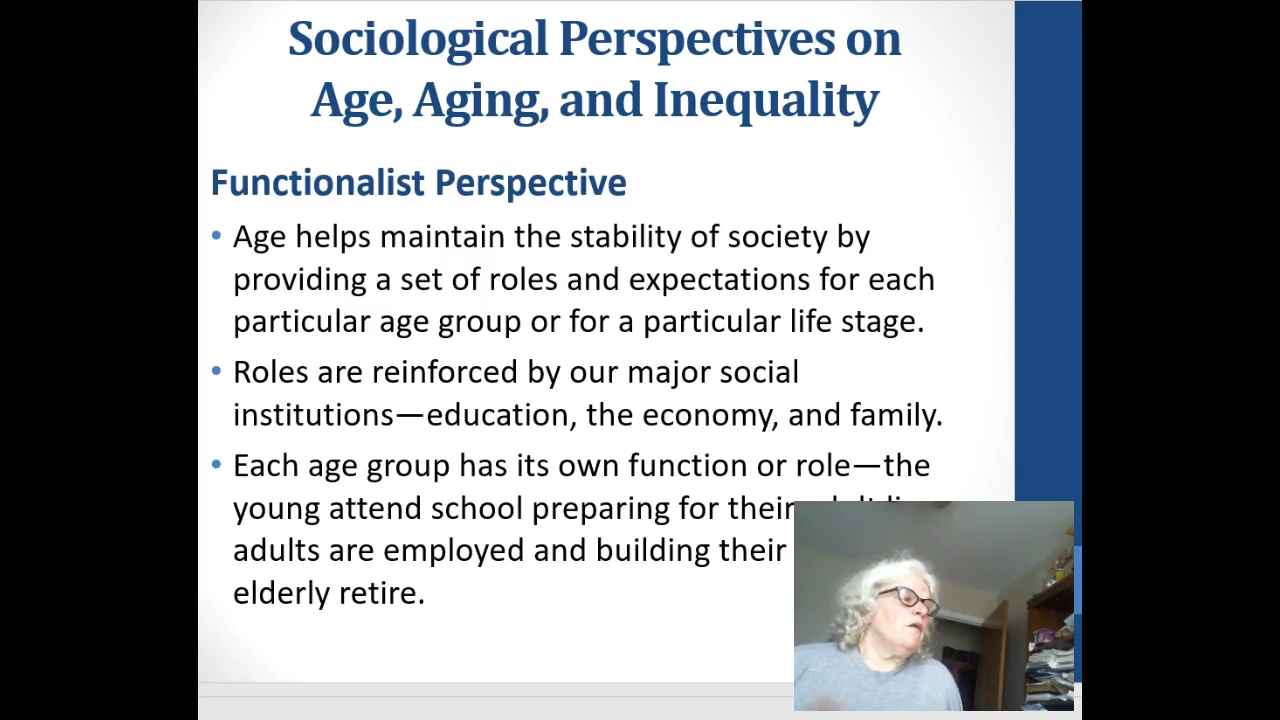 Sociological Perspectives on
Age, Aging, and Inequality
Functionalist Perspective
• Age helps maintain the stability of society by
providing a set of roles and expectations for each
particular age group or for a particular life stage.
• Roles are reinforced by our major social
institutions—education, the economy, and family.
• Each age group has its own function or role—the
young attend school preparing for their
adults are employed and building their
elderly retire.